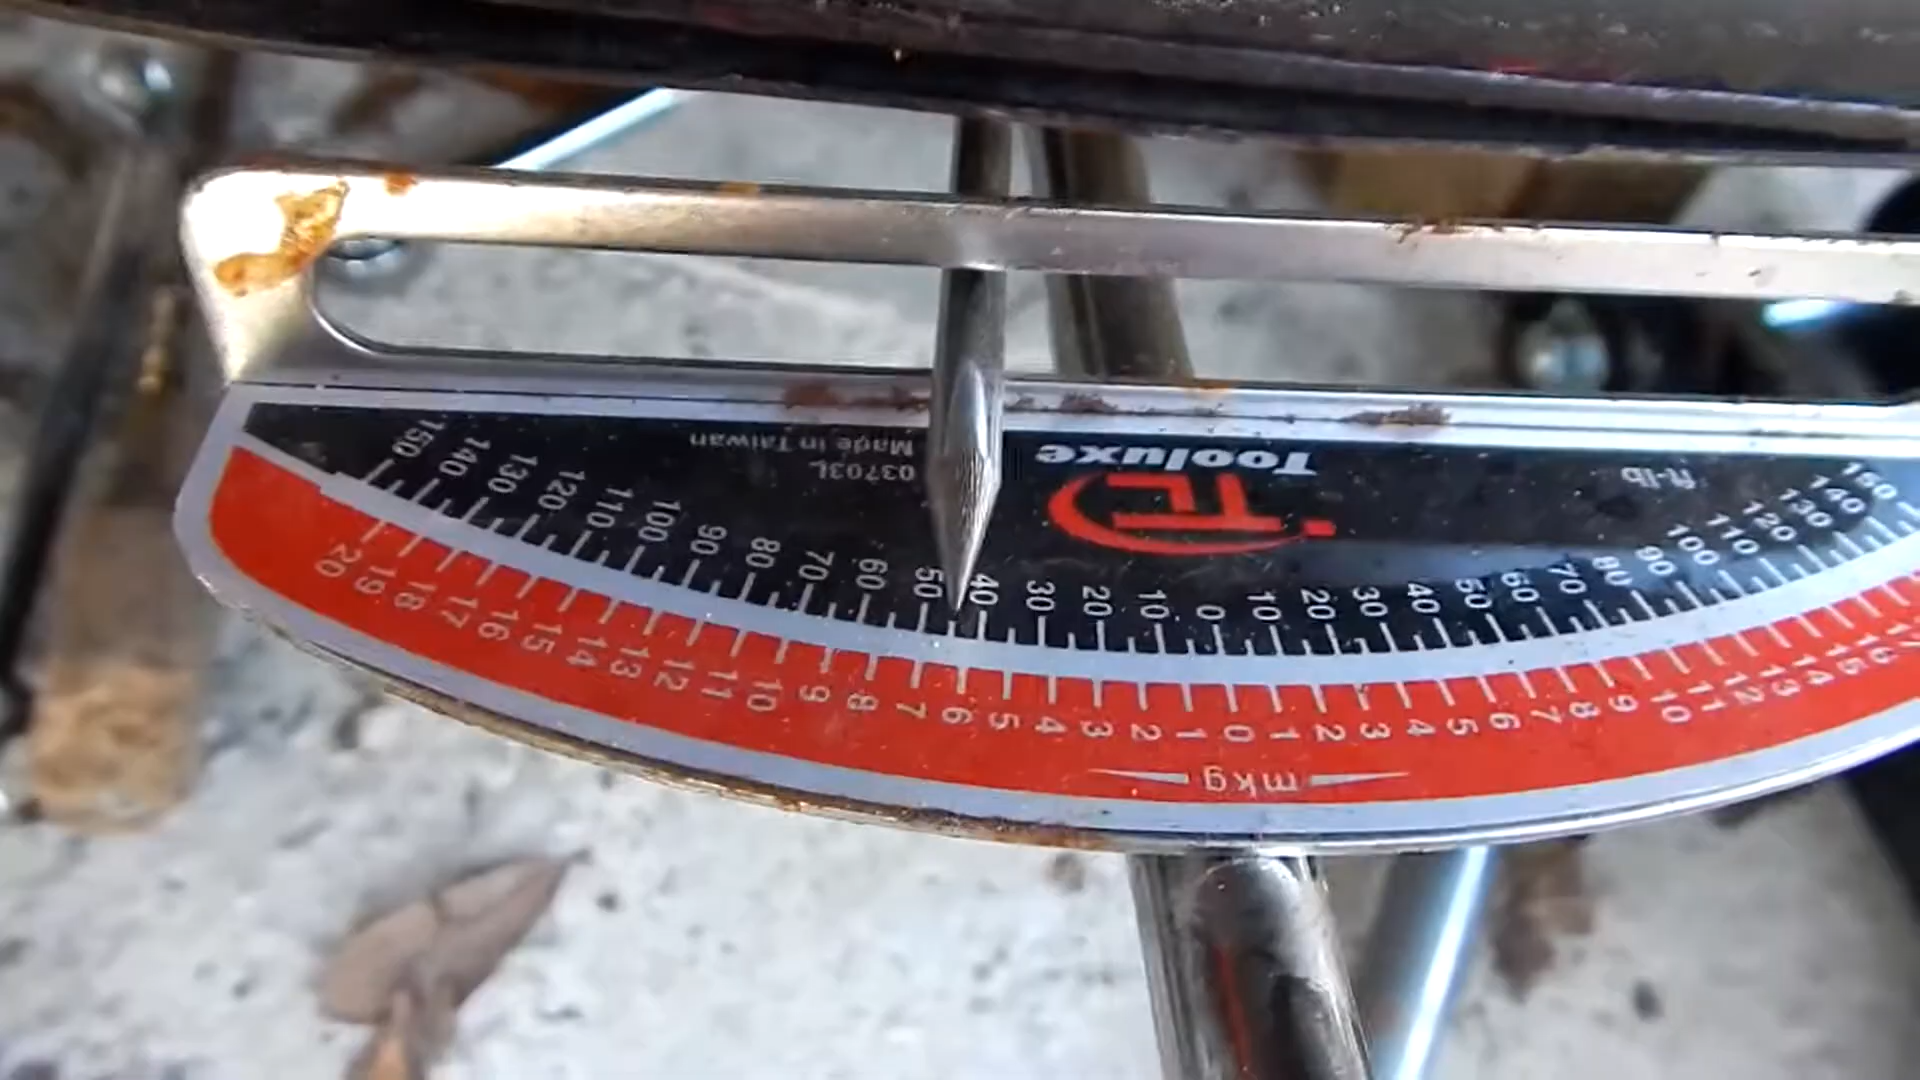 Tooluxe
TL
ft-lb
03703L
Made in Taiwan
150 140 130 120 110 100 90 80 70 60 50 40 30 20 10 0 10 20 30 40 50 60 70 80 90 100 110 120 130 140 150
20 19 18 17 16 15 14 13 12 11 10 9 8 7 6 5 4 3 2 1 0 1 2 3 4 5 6 7 8 9 10 11 12 13 14 15 16
mkg